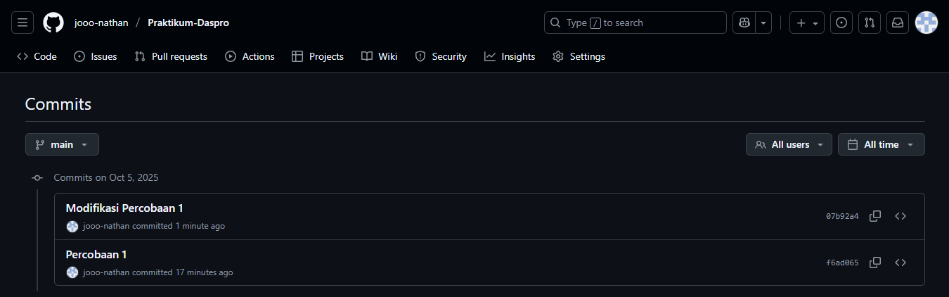 jooo-nathan / Praktikum-Daspro
Type / to search
Code Issues Pull requests Actions Projects Wiki Security Insights Settings
Commits
main
All users All time
Commits on Oct 5, 2025
Modifikasi Percobaan 1
07b92a4
jooo-nathan committed 1 minute ago
Percobaan 1
f6ad065
jooo-nathan committed 17 minutes ago